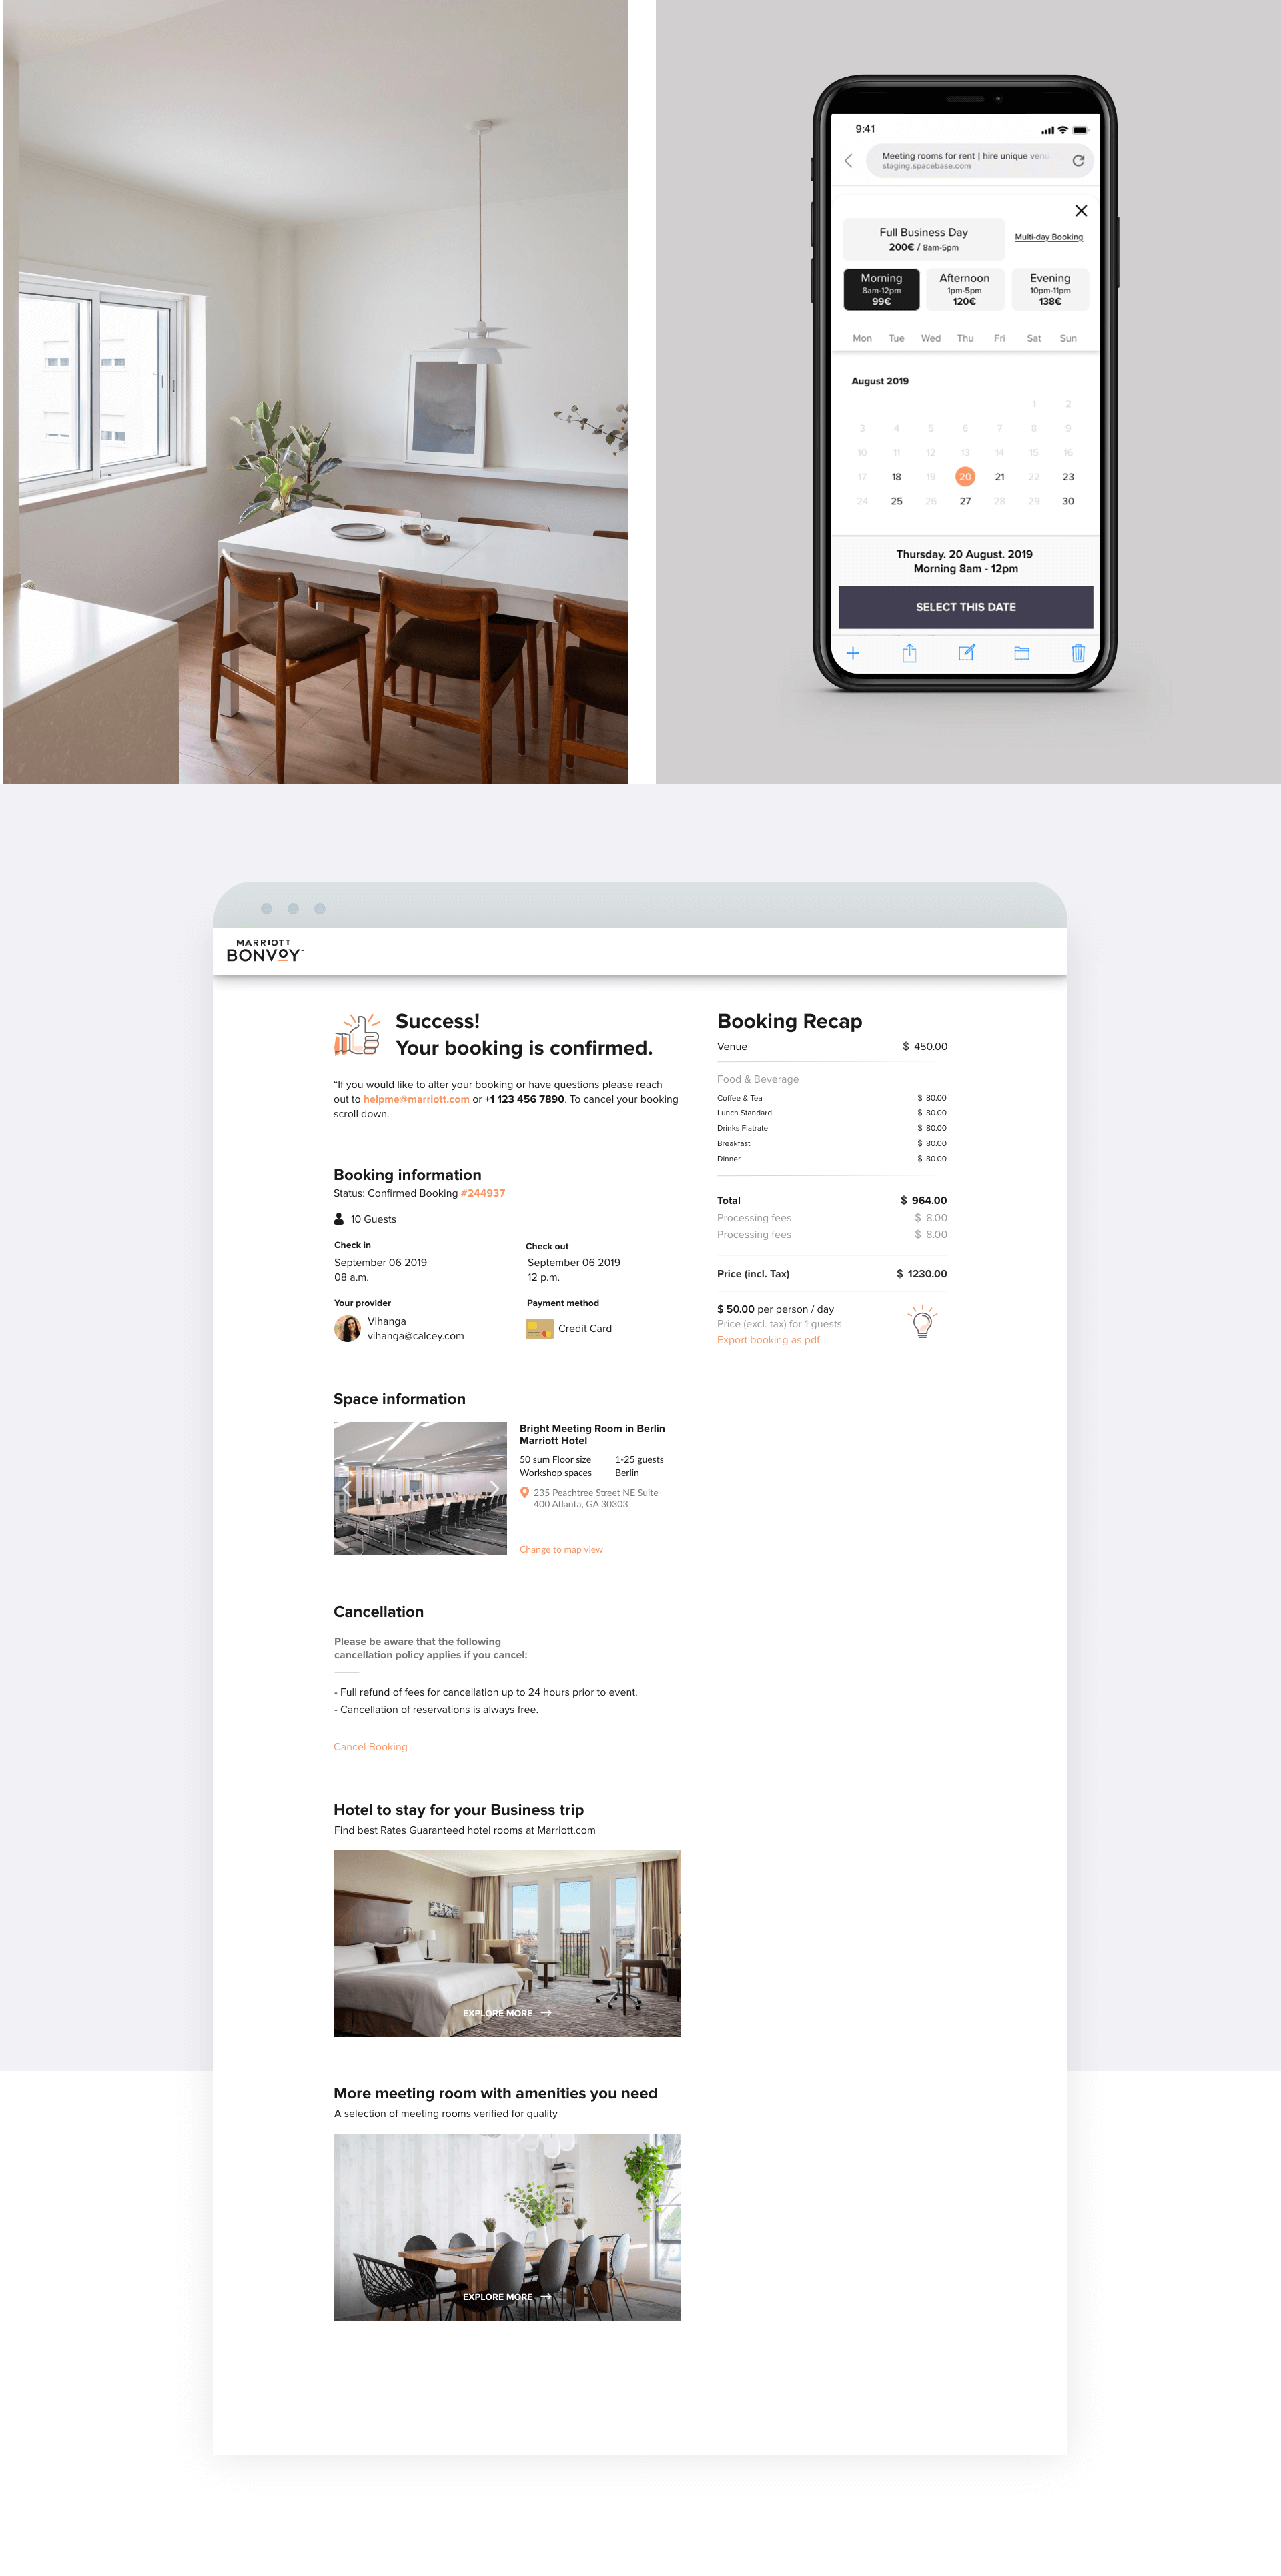 9:41
Meeting rooms for rent | hire unique venu
staging.spacebase.com
Full Business Day
200€ / 8am-5pm
Multi-day Booking
Morning
8am-12pm
99€
Afternoon
1pm-5pm
120€
Evening
10pm-11pm
138€
Mon Tue Wed Thu Fri Sat Sun
August 2019
1 2
3 4 5 6 7 8 9
10 11 12 13 14 15 16
17 18 19 20 21 22 23
24 25 26 27 28 29 30
Thursday. 20 August. 2019
Morning 8am - 12pm
SELECT THIS DATE
MARRIOTT
BONVOY
Success!
Your booking is confirmed.
"If you would like to alter your booking or have questions please reach
out to helpme@marriott.com or +1 123 456 7890. To cancel your booking
scroll down.
Booking information
Status: Confirmed Booking #244937
10 Guests
Check in
September 06 2019
08 a.m.
Check out
September 06 2019
12 p.m.
Your provider
Vihanga
vihanga@calcey.com
Payment method
Credit Card
Booking Recap
Venue $ 450.00
Food & Beverage
Coffee & Tea $ 80.00
Lunch Standard $ 80.00
Drinks Flatrate $ 80.00
Breakfast $ 80.00
Dinner $ 80.00
Total $ 964.00
Processing fees $ 8.00
Processing fees $ 8.00
Price (incl. Tax) $ 1230.00
$ 50.00 per person / day
Price (excl. tax) for 1 guests
Export booking as pdf
Space information
Bright Meeting Room in Berlin
Marriott Hotel
50 sum Floor size 1-25 guests
Workshop spaces Berlin
235 Peachtree Street NE Suite
400 Atlanta, GA 30303
Change to map view
Cancellation
Please be aware that the following
cancellation policy applies if you cancel:
- Full refund of fees for cancellation up to 24 hours prior to event.
- Cancellation of reservations is always free.
Cancel Booking
Hotel to stay for your Business trip
Find best Rates Guaranteed hotel rooms at Marriott.com
EXPLORE MORE
More meeting room with amenities you need
A selection of meeting rooms verified for quality
EXPLORE MORE